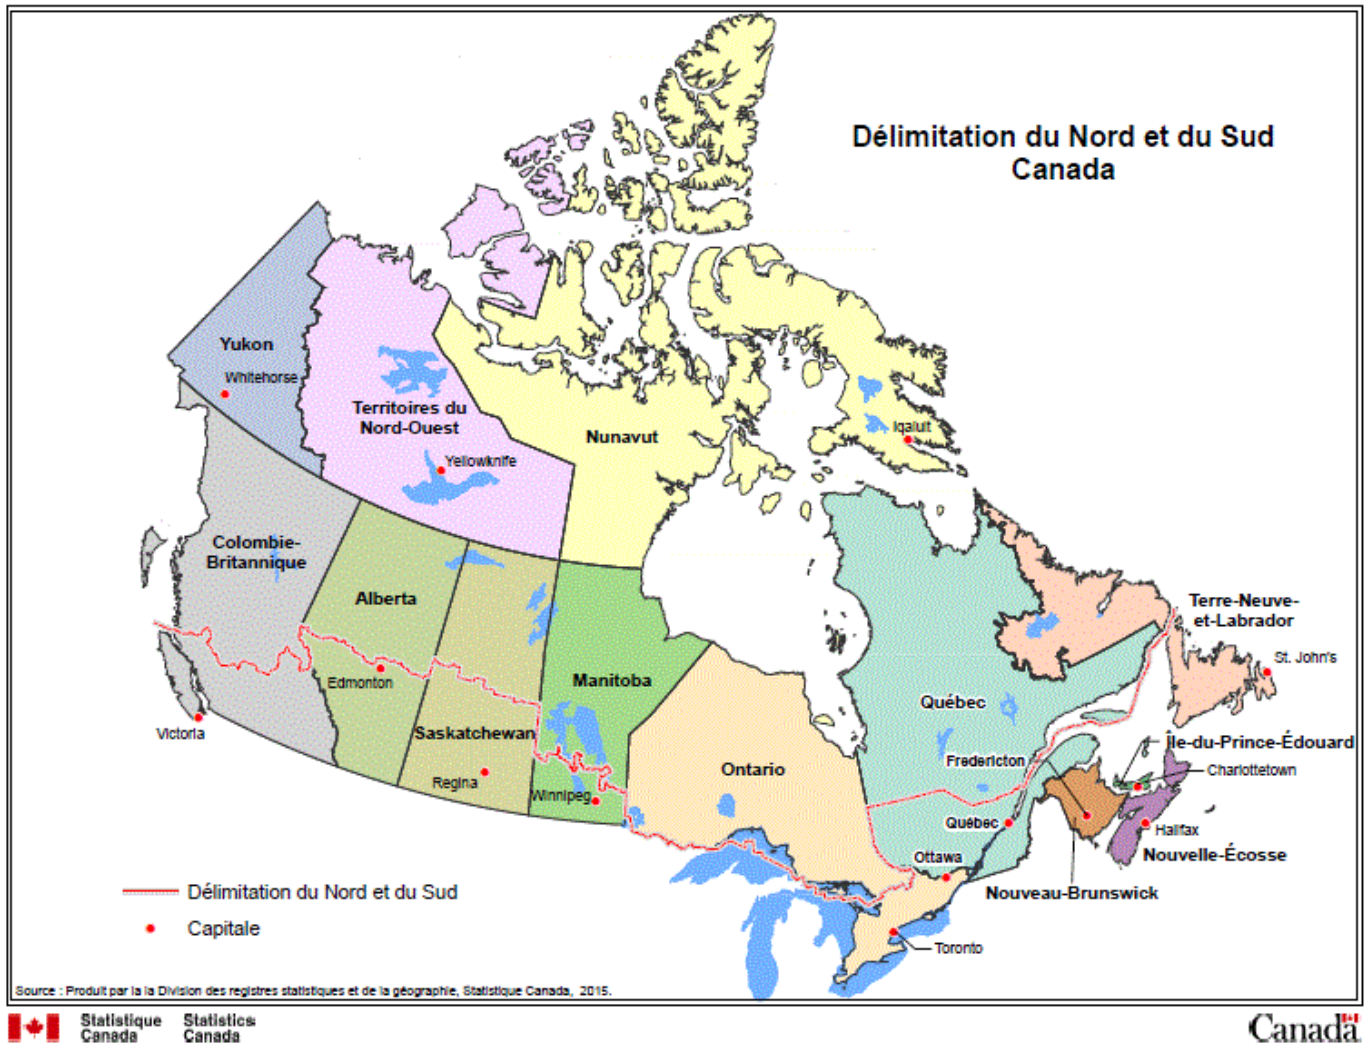 Délimitation du Nord et du Sud
Canada
Yukon
Whitehorse
Territoires du
Nord-Ouest
Yellowknife
Nunavut
Iqaluit
Colombie-
Britannique
Alberta
Edmonton
Victoria
Saskatchewan
Regina
Manitoba
Winnipeg
Ontario
Québec
Terre-Neuve-
et-Labrador
St. John's
Fredericton
Île-du-Prince-Édouard
Charlottetown
Québec
Halifax
Nouvelle-Écosse
Ottawa
Nouveau-Brunswick
Toronto
Délimitation du Nord et du Sud
Capitale
Source : Produit par la la Division des registres statistiques et de la géographie, Statistique Canada, 2015.
Statistique Statistics
Canada Canada
Canada